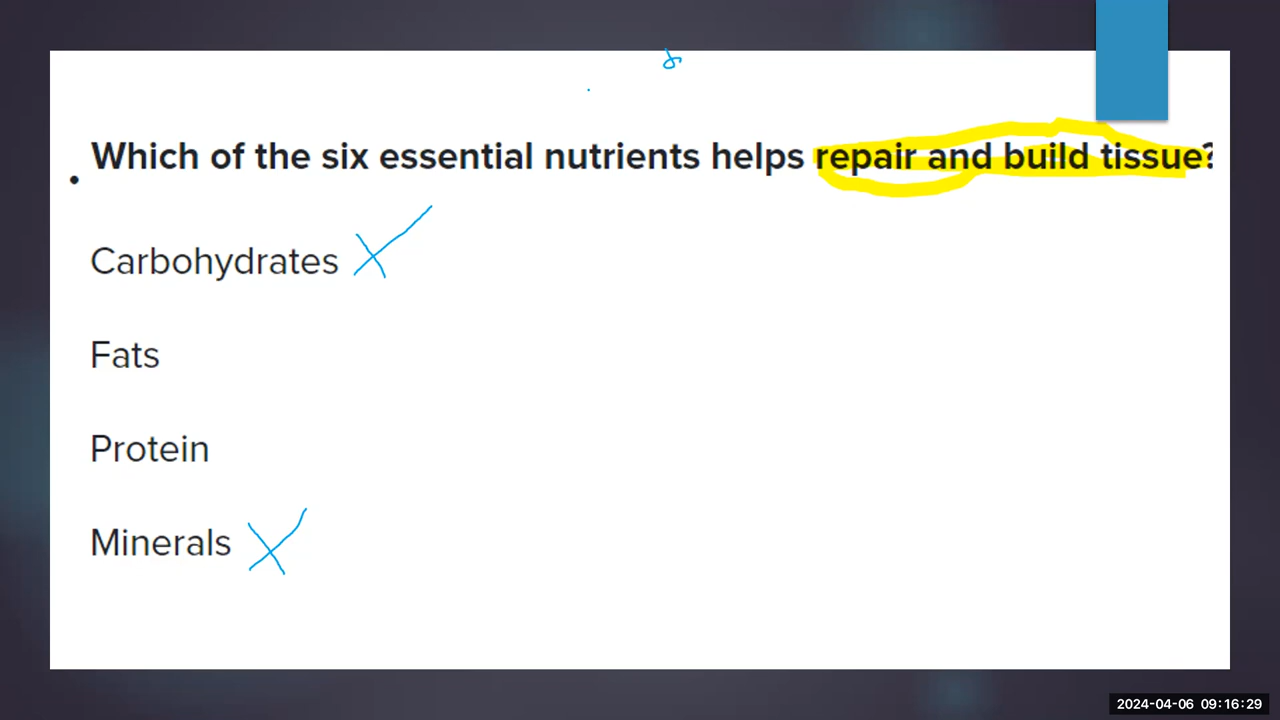 Which of the six essential nutrients helps repair and build tissue?
Carbohydrates
Fats
Protein
Minerals
2024-04-06 09:16:29